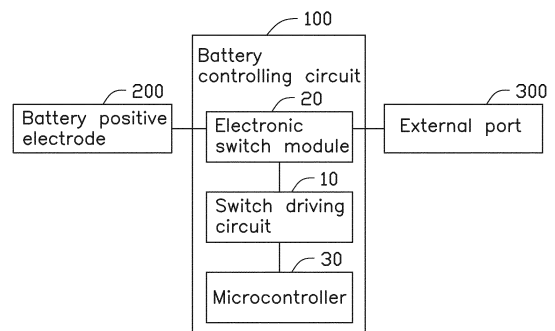 100
Battery
controlling circuit
200
Battery positive
electrode
20
Electronic
switch module
300
External port
10
Switch driving
circuit
30
Microcontroller